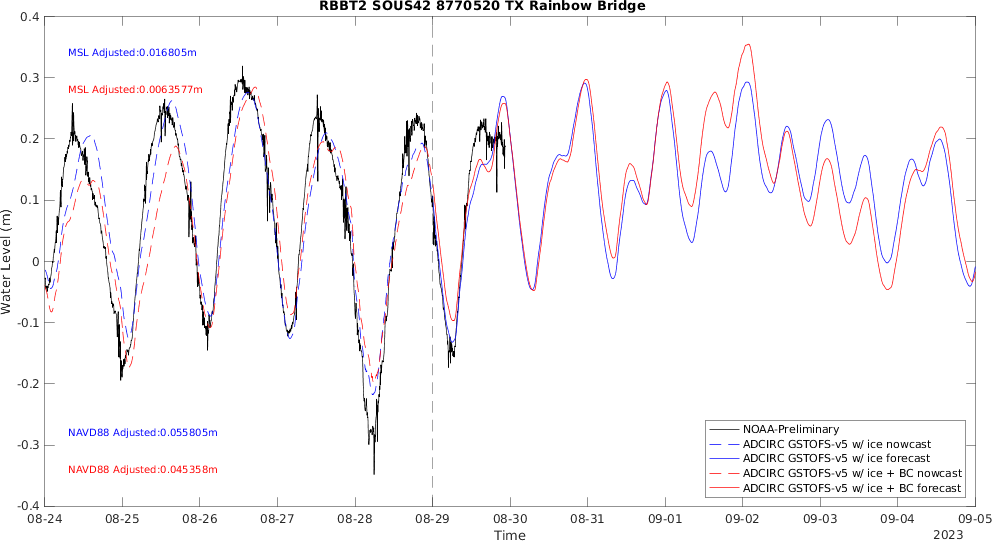 RBBT2 SOUS42 8770520 TX Rainbow Bridge
0.4
0.3
0.2
0.1
0
-0.1
-0.2
-0.3
-0.4
Water Level (m)
MSL Adjusted:0.016805m
MSL Adjusted:0.0063577m
NAVD88 Adjusted:0.055805m
NAVD88 Adjusted:0.045358m
NOAA-Preliminary
ADCIRC GSTOFS-v5 w/ ice nowcast
ADCIRC GSTOFS-v5 w/ ice forecast
ADCIRC GSTOFS-v5 w/ ice + BC nowcast
ADCIRC GSTOFS-v5 w/ ice + BC forecast
08-24 08-25 08-26 08-27 08-28 08-29 08-30 08-31 09-01 09-02 09-03 09-04 09-05
Time
2023